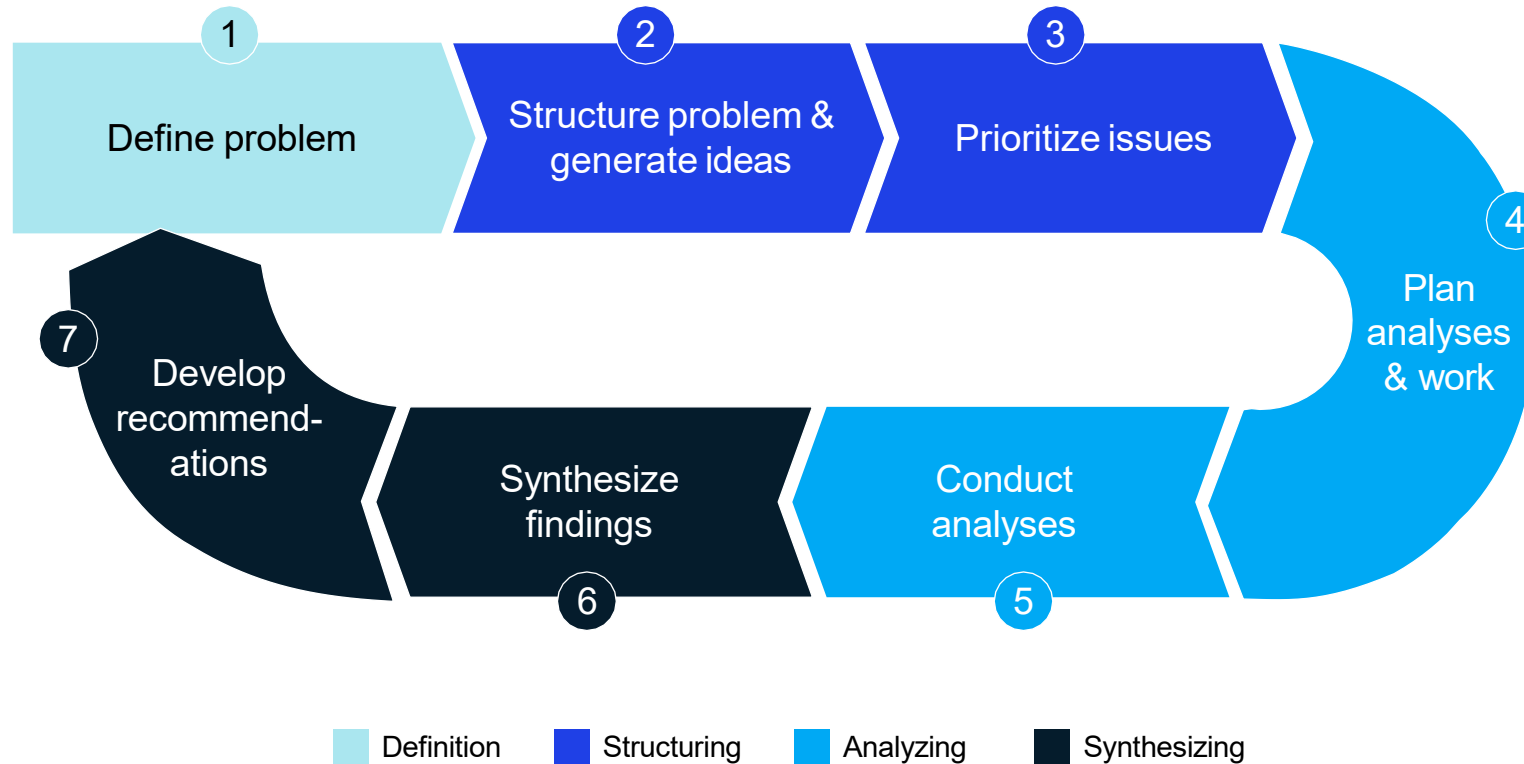 1
Define problem
2
Structure problem &
generate ideas
3
Prioritize issues
4
Plan
analyses
& work
5
Conduct
analyses
6
Synthesize
findings
7
Develop
recommend-
ations
Definition
Structuring
Analyzing
Synthesizing